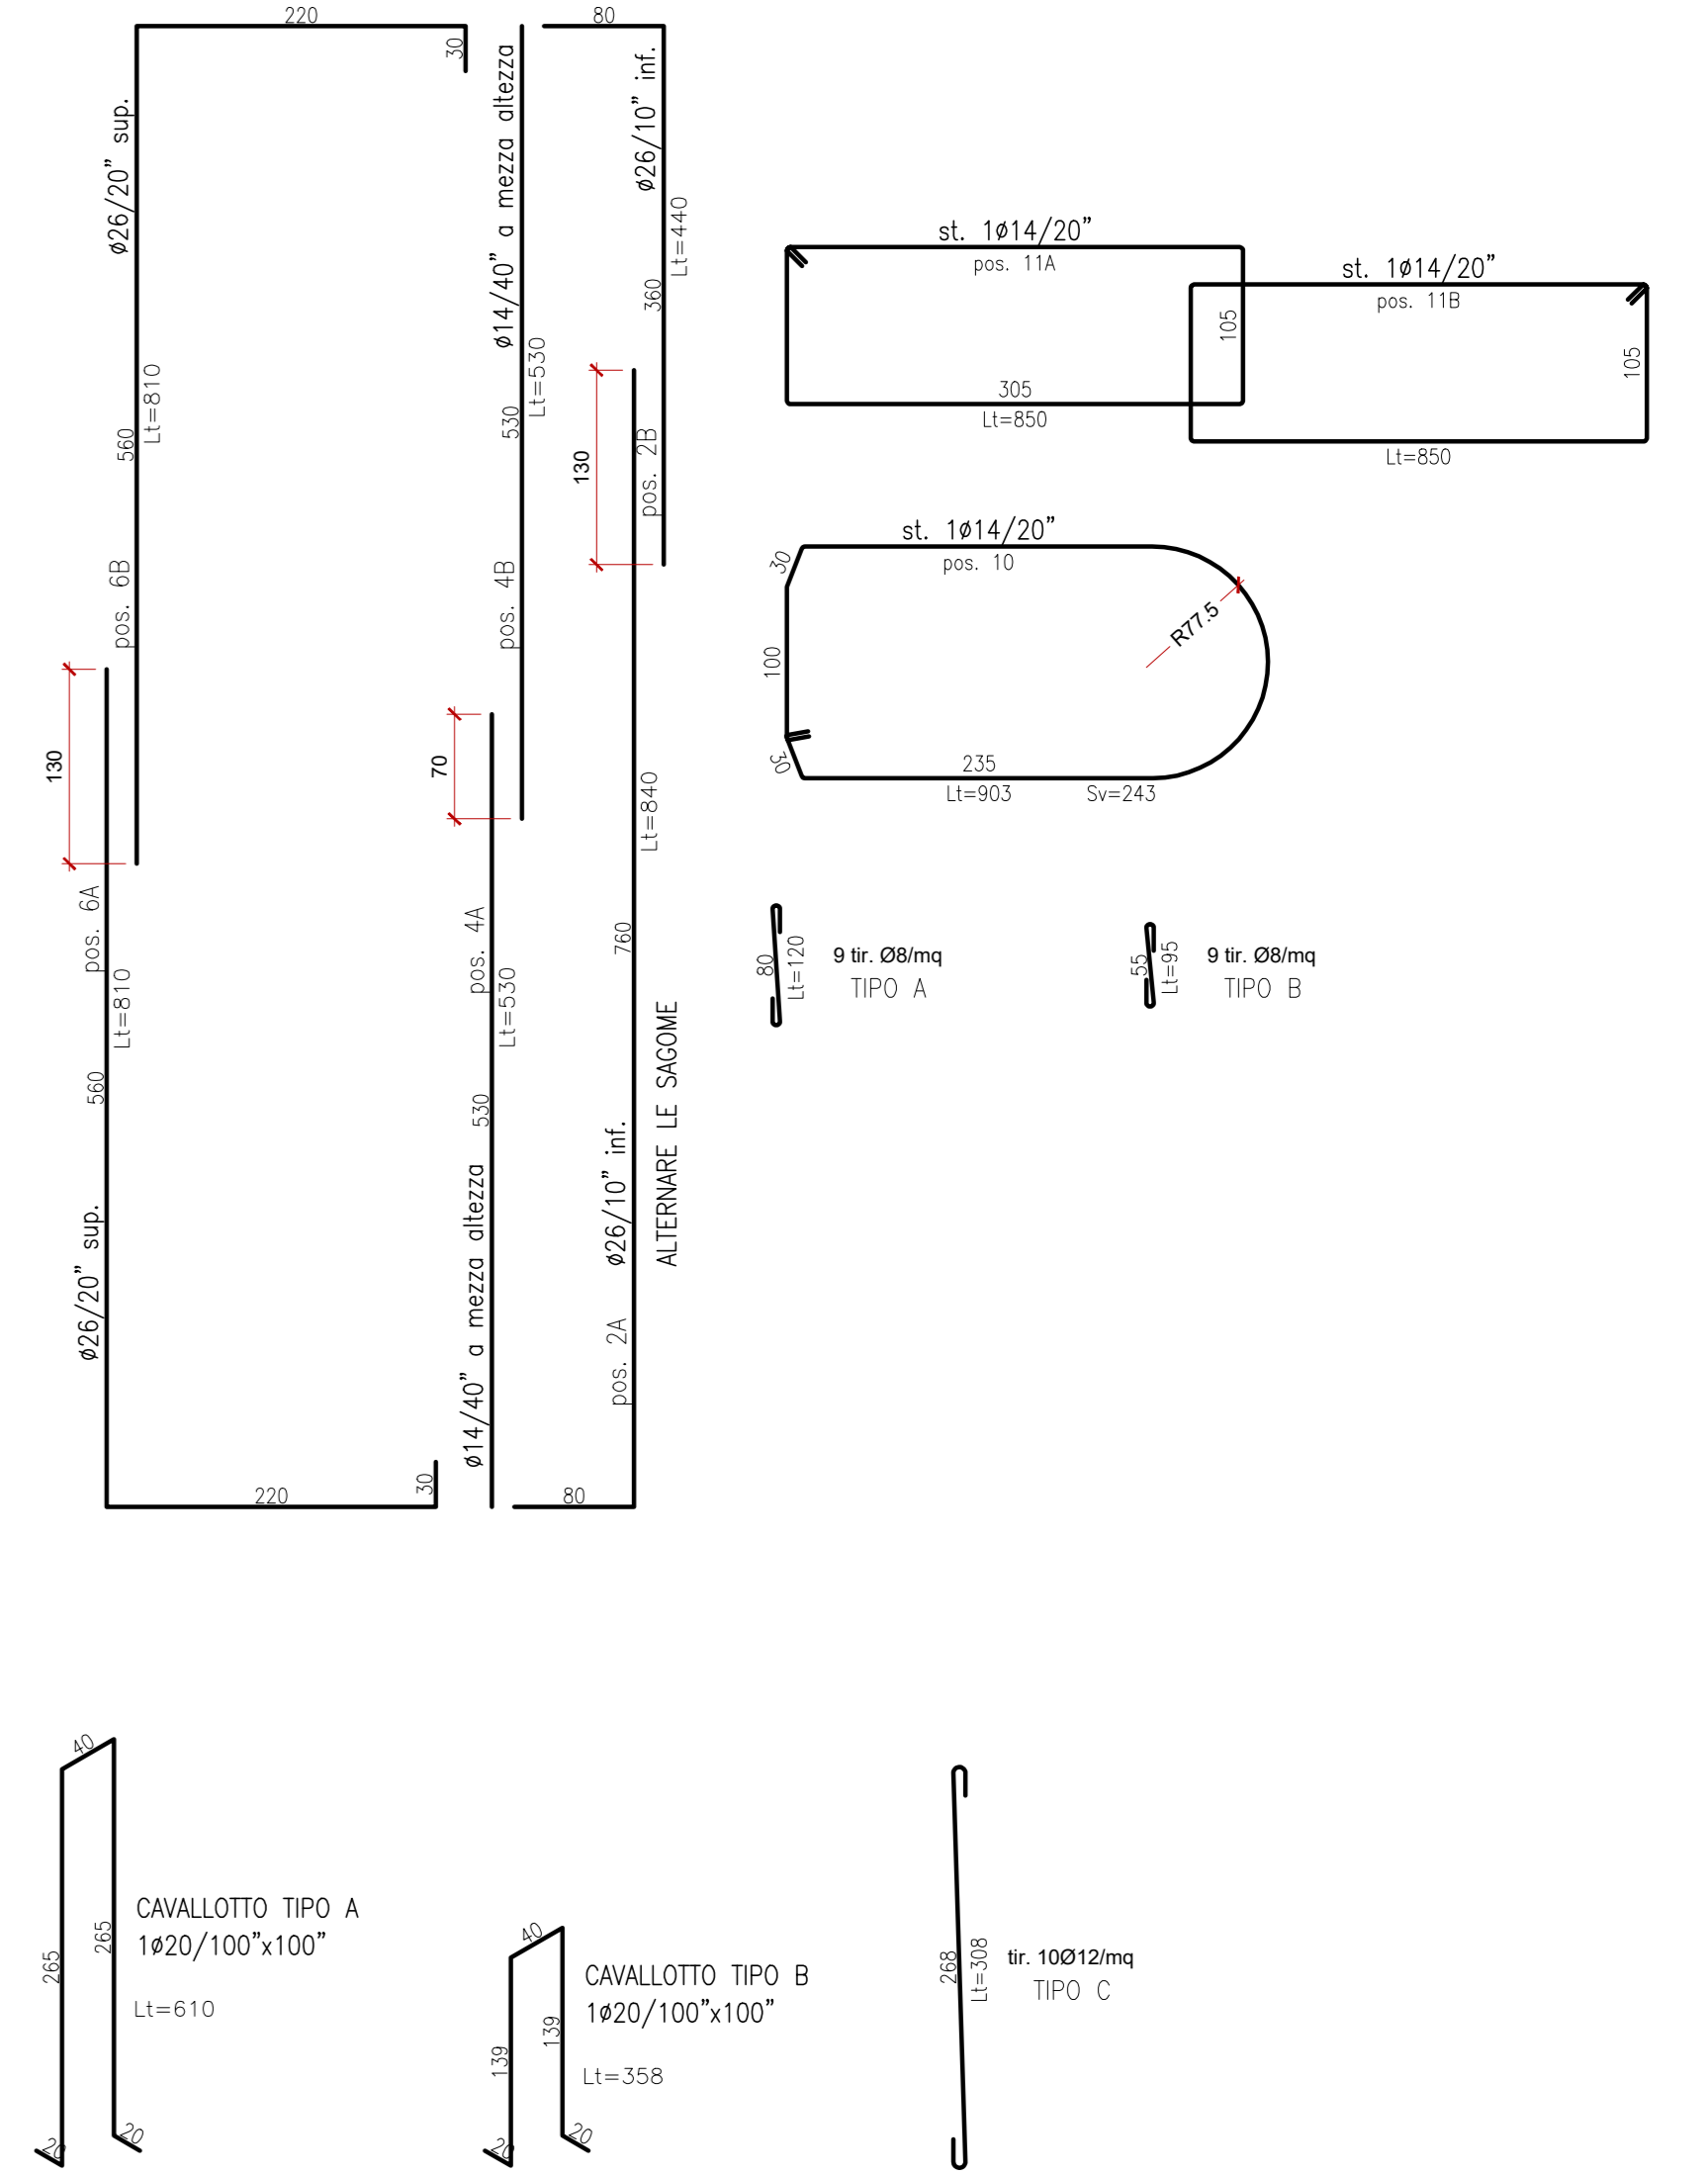 220
30
ø26/20” sup.
560
Lt=810
pos. 6B
130
pos. 6A
Lt=810
560
ø26/20” sup.
220
30
ø14/40” a mezza altezza
530
Lt=530
pos. 4B
70
pos. 4A
Lt=530
530
ø14/40” a mezza altezza
80
ø26/10” inf.
Lt=440
360
130
pos. 2B
Lt=840
760
ALTERNARE LE SAGOME
ø26/10” inf.
pos. 2A
80
st. 1ø14/20”
pos. 11A
105
305
Lt=850
st. 1ø14/20”
pos. 11B
105
Lt=850
st. 1ø14/20”
pos. 10
30
R77.5
100
30
235
Lt=903
Sv=243
80
Lt=120
9 tir. Ø8/mq
TIPO A
55
Lt=95
9 tir. Ø8/mq
TIPO B
40
265
265
CAVALLOTTO TIPO A
1ø20/100”x100”
Lt=610
20
20
40
139
139
CAVALLOTTO TIPO B
1ø20/100”x100”
Lt=358
20
20
268
Lt=308
tir. 10Ø12/mq
TIPO C